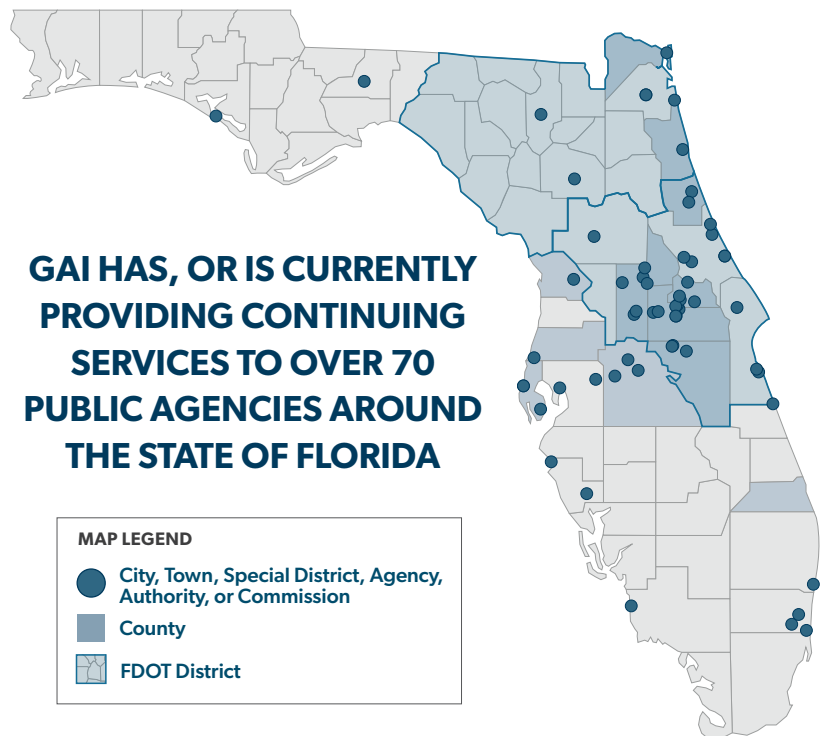 GAI HAS, OR IS CURRENTLY
PROVIDING CONTINUING
SERVICES TO OVER 70
PUBLIC AGENCIES AROUND
THE STATE OF FLORIDA
MAP LEGEND
City, Town, Special District, Agency,
Authority, or Commission
County
FDOT District